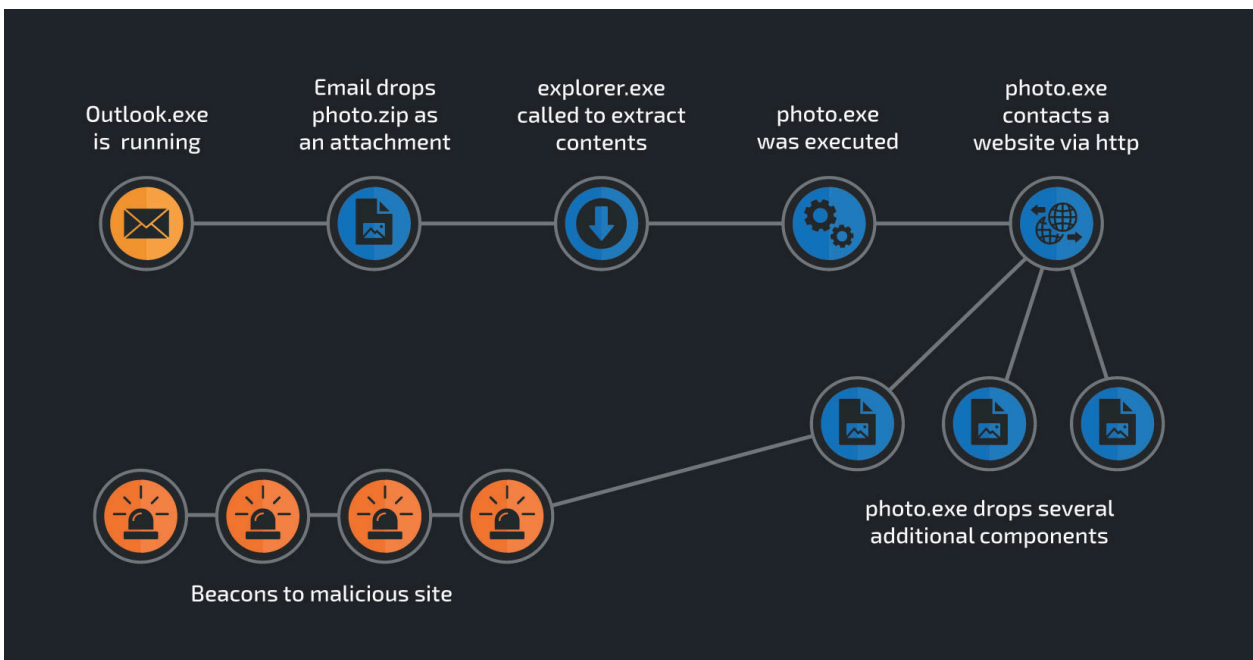 Outlook.exe
is running
Email drops
photo.zip as
an attachment
explorer.exe
called to extract
contents
photo.exe
was executed
photo.exe
contacts a
website via http
photo.exe drops several
additional components
Beacons to malicious site